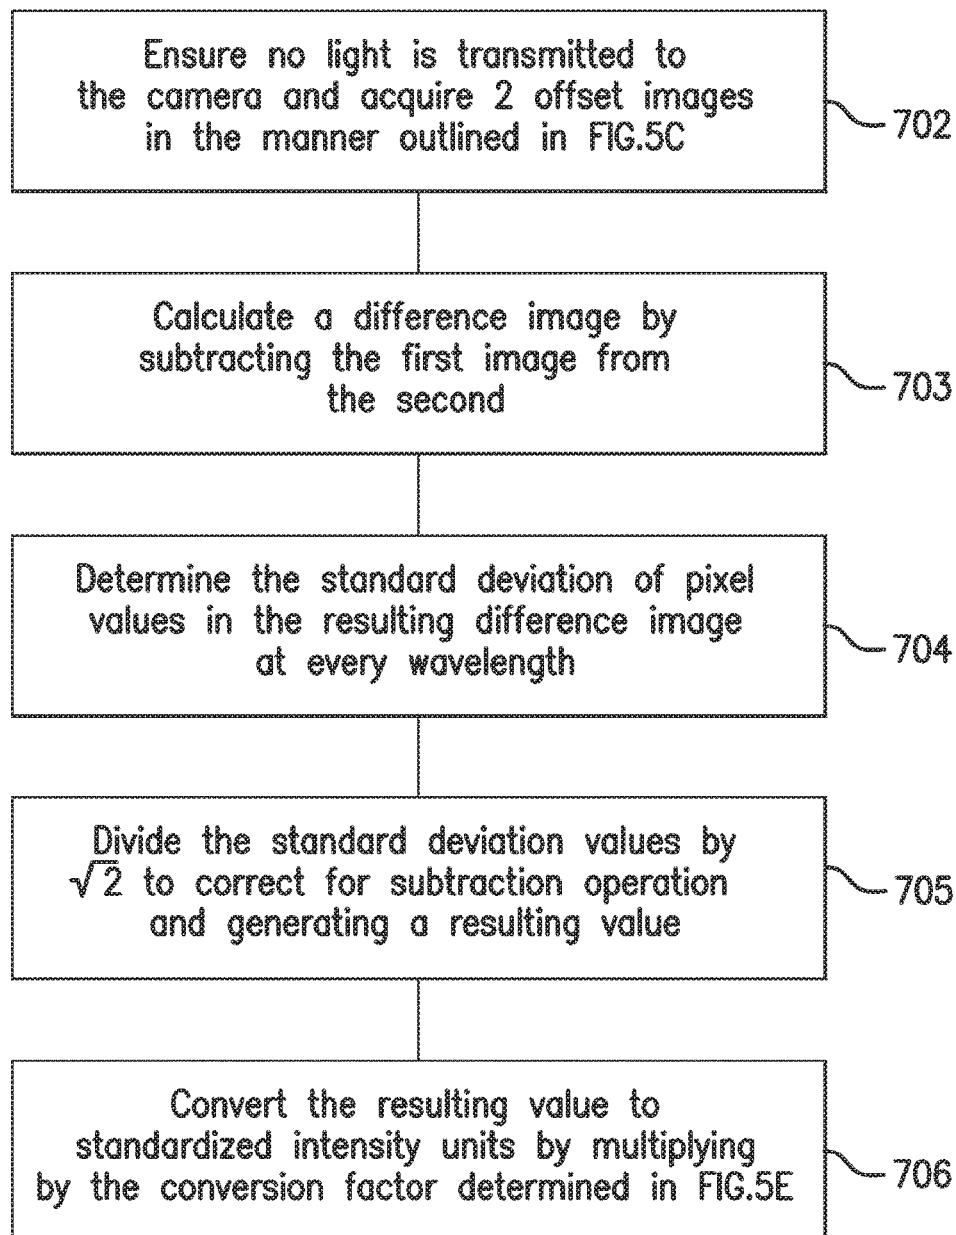 Ensure no light is transmitted to
the camera and acquire 2 offset images
in the manner outlined in FIG.5C
702
Calculate a difference image by
subtracting the first image from
the second
703
Determine the standard deviation of pixel
values in the resulting difference image
at every wavelength
704
Divide the standard deviation values by
√2 to correct for subtraction operation
and generating a resulting value
705
Convert the resulting value to
standardized intensity units by multiplying
by the conversion factor determined in FIG.5E
706